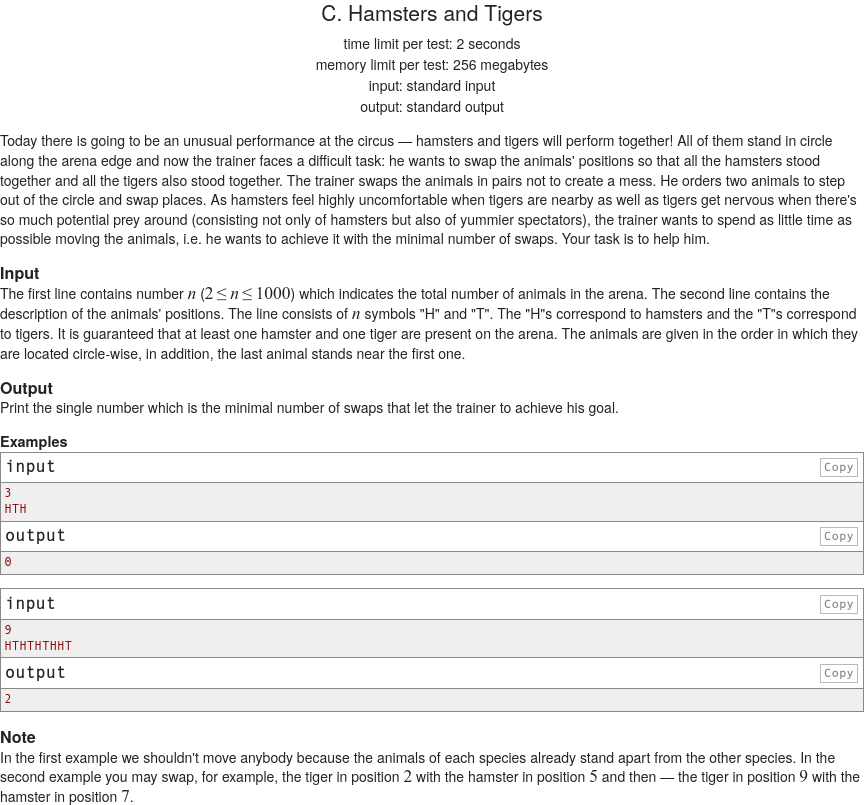 C. Hamsters and Tigers
time limit per test: 2 seconds
memory limit per test: 256 megabytes
input: standard input
output: standard output
Today there is going to be an unusual performance at the circus — hamsters and tigers will perform together! All of them stand in circle
along the arena edge and now the trainer faces a difficult task: he wants to swap the animals' positions so that all the hamsters stood
together and all the tigers also stood together. The trainer swaps the animals in pairs not to create a mess. He orders two animals to step
out of the circle and swap places. As hamsters feel highly uncomfortable when tigers are nearby as well as tigers get nervous when there's
so much potential prey around (consisting not only of hamsters but also of yummier spectators), the trainer wants to spend as little time as
possible moving the animals, i.e. he wants to achieve it with the minimal number of swaps. Your task is to help him.
Input
The first line contains number n (2 ≤ n ≤ 1000) which indicates the total number of animals in the arena. The second line contains the
description of the animals' positions. The line consists of n symbols "H" and "T". The "H"s correspond to hamsters and the "T"s correspond
to tigers. It is guaranteed that at least one hamster and one tiger are present on the arena. The animals are given in the order in which they
are located circle-wise, in addition, the last animal stands near the first one.
Output
Print the single number which is the minimal number of swaps that let the trainer to achieve his goal.
Examples
input Copy
3
HTH
output Copy
0
input Copy
9
HTHTHTHHT
output Copy
2
Note
In the first example we shouldn't move anybody because the animals of each species already stand apart from the other species. In the
second example you may swap, for example, the tiger in position 2 with the hamster in position 5 and then — the tiger in position 9 with the
hamster in position 7.